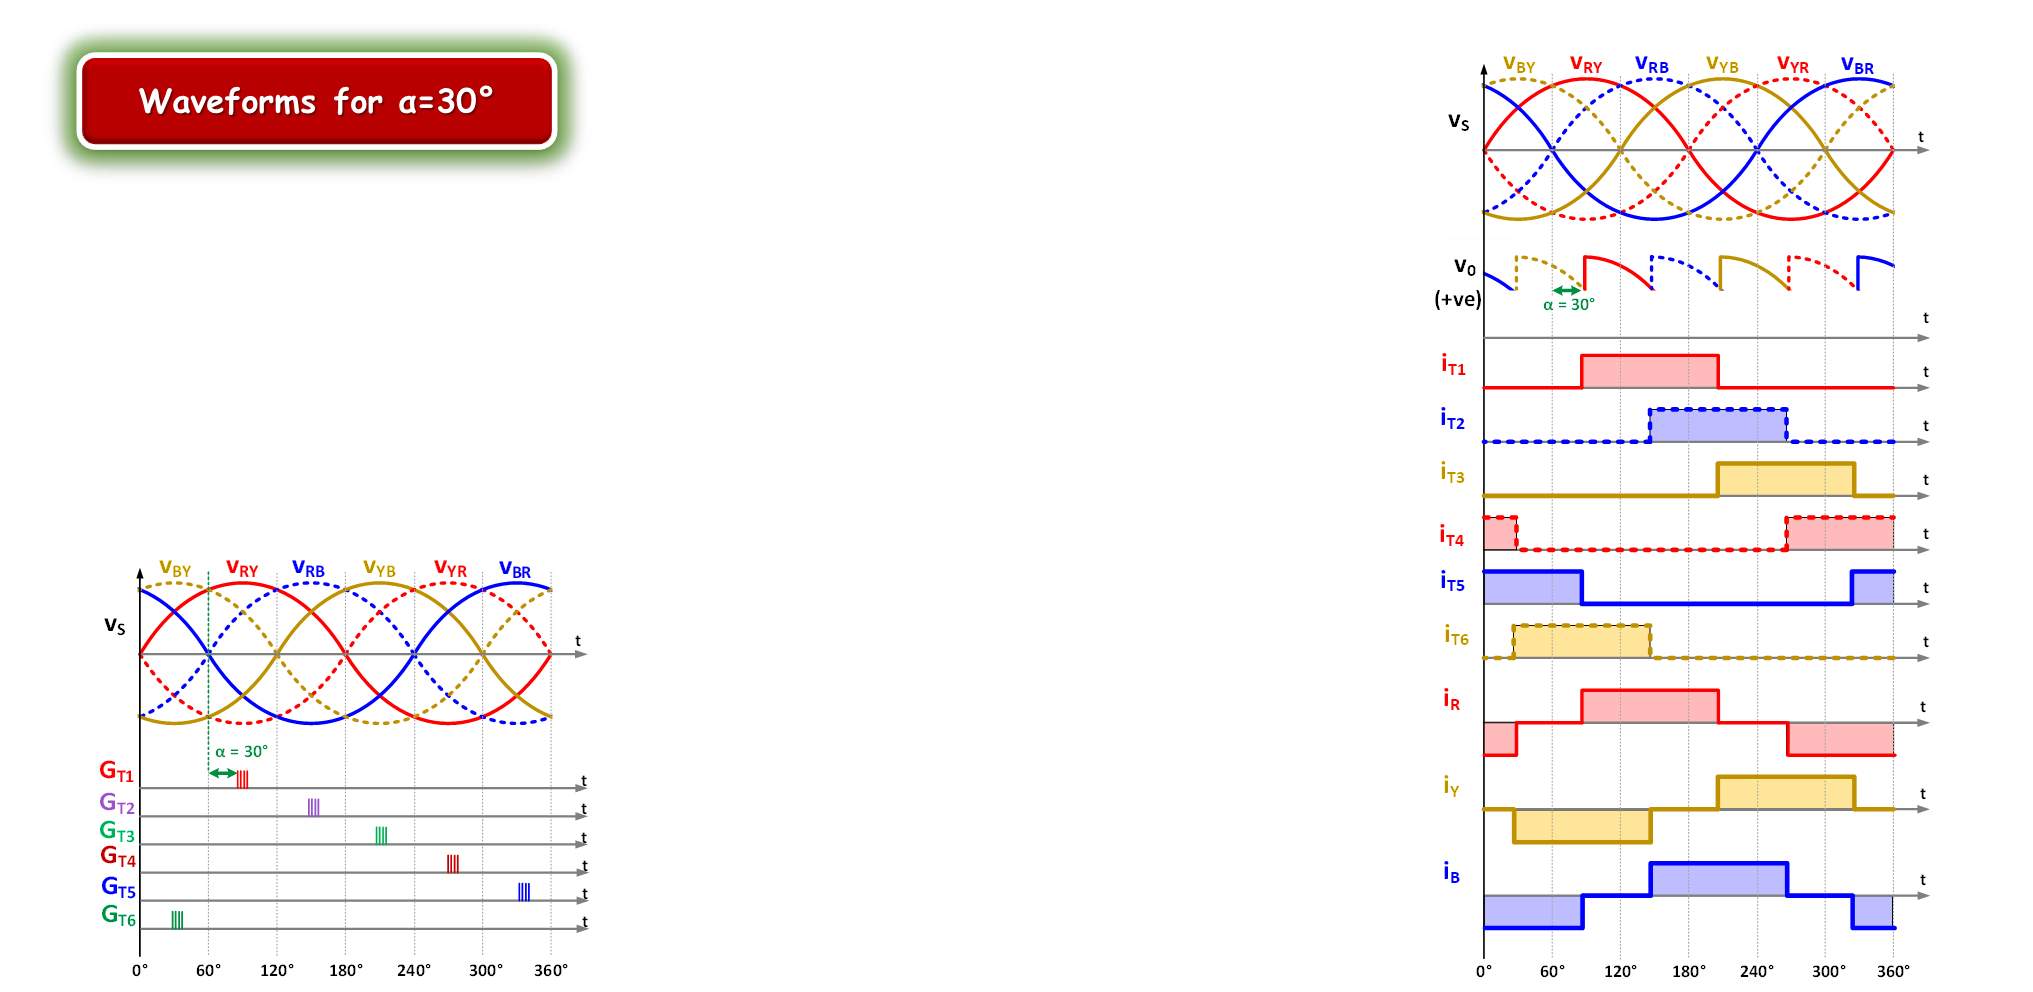 Waveforms for α=30°
vBY vRY vRB vYB vYR vBR
vS
t
α = 30°
GT1
t
GT2
t
GT3
t
GT4
t
GT5
t
GT6
t
0° 60° 120° 180° 240° 300° 360°
vBY vRY vRB vYB vYR vBR
vS
t
v0
(+ve)
α = 30°
t
iT1
t
iT2
t
iT3
t
iT4
t
iT5
t
iT6
t
iR
t
iY
t
iB
t
0° 60° 120° 180° 240° 300° 360°